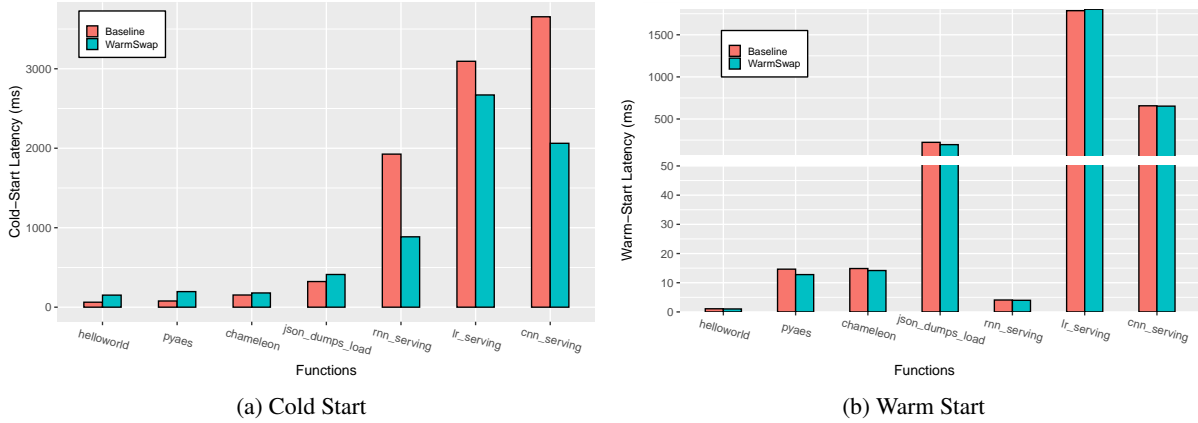 Baseline
WarmSwap
Cold−Start Latency (ms)
3000
2000
1000
0
helloworld
pyaes
chameleon
json_dumps_load
rnn_serving
lr_serving
cnn_serving
Functions
(a) Cold Start
Baseline
WarmSwap
Warm−Start Latency (ms)
1500
1000
500
50
40
30
20
10
0
helloworld
pyaes
chameleon
json_dumps_load
rnn_serving
lr_serving
cnn_serving
Functions
(b) Warm Start